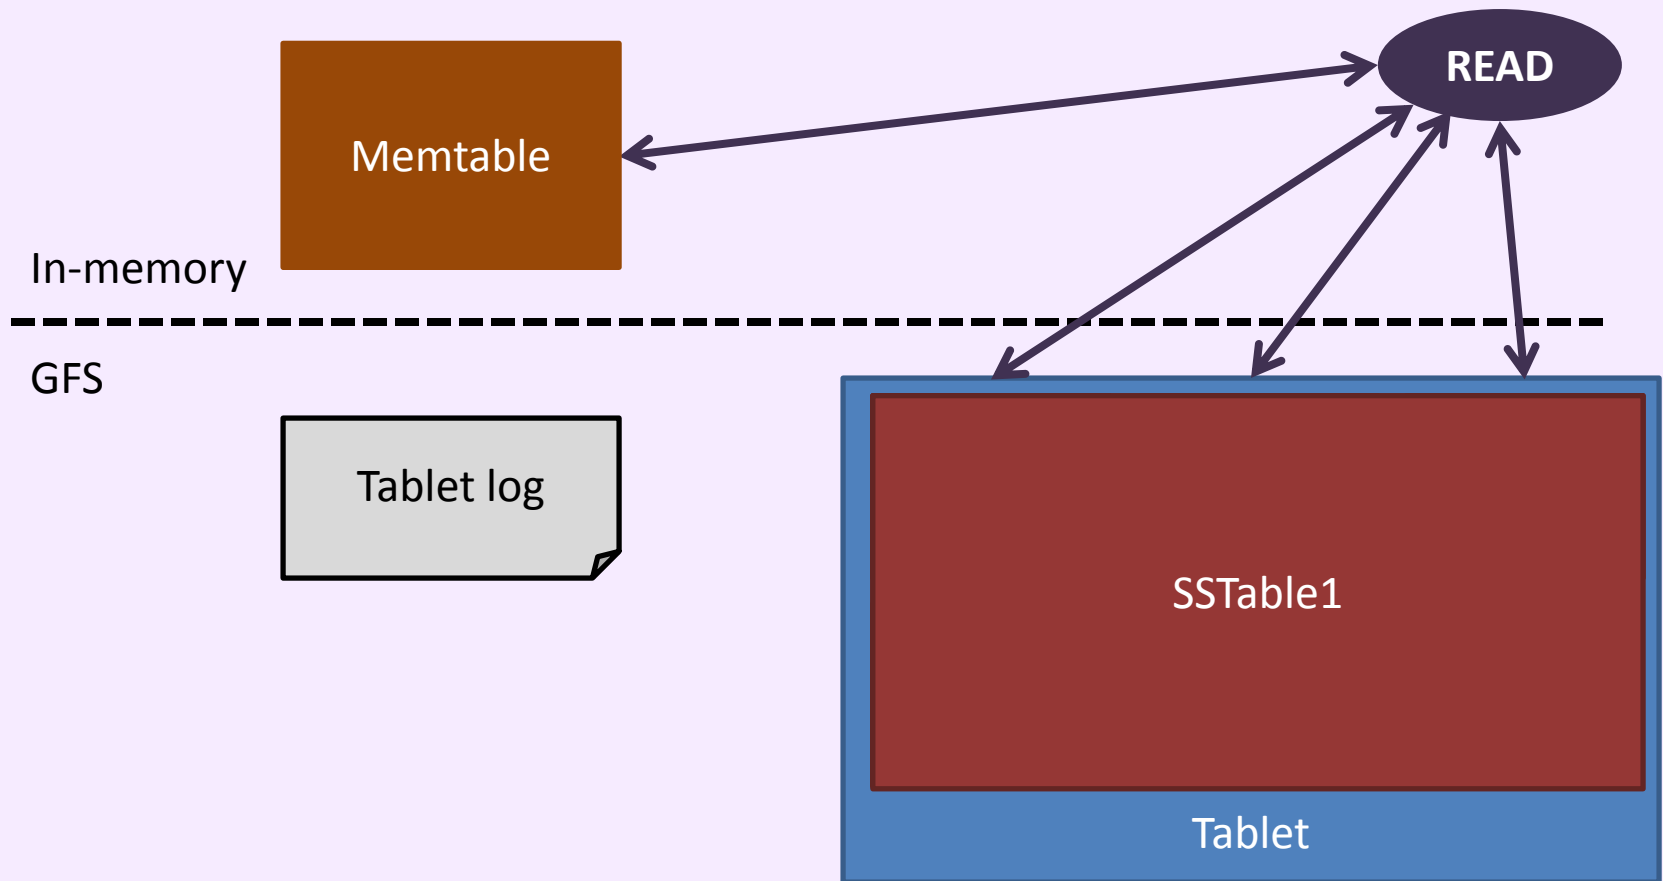 READ
Memtable
In-memory
GFS
Tablet log
SSTable1
Tablet